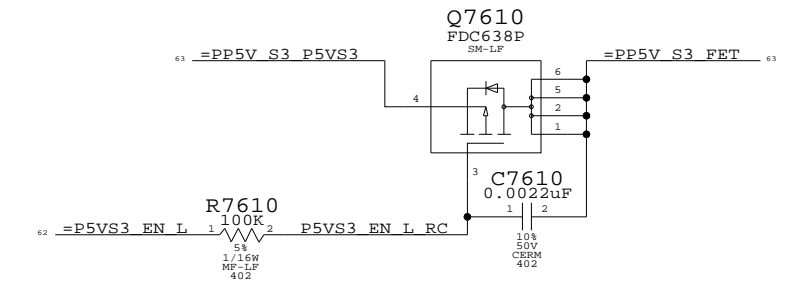 Q7610
FDC638P
SM-LF
63 =PP5V_S3_P5VS3
=PP5V_S3_FET 63
6
5
4
2
1
3
C7610
0.0022uF
1 2
10%
50V
CERM
402
R7610
100K
62 =P5VS3_EN_L 1 2 P5VS3_EN_L_RC
5%
1/16W
MF-LF
402